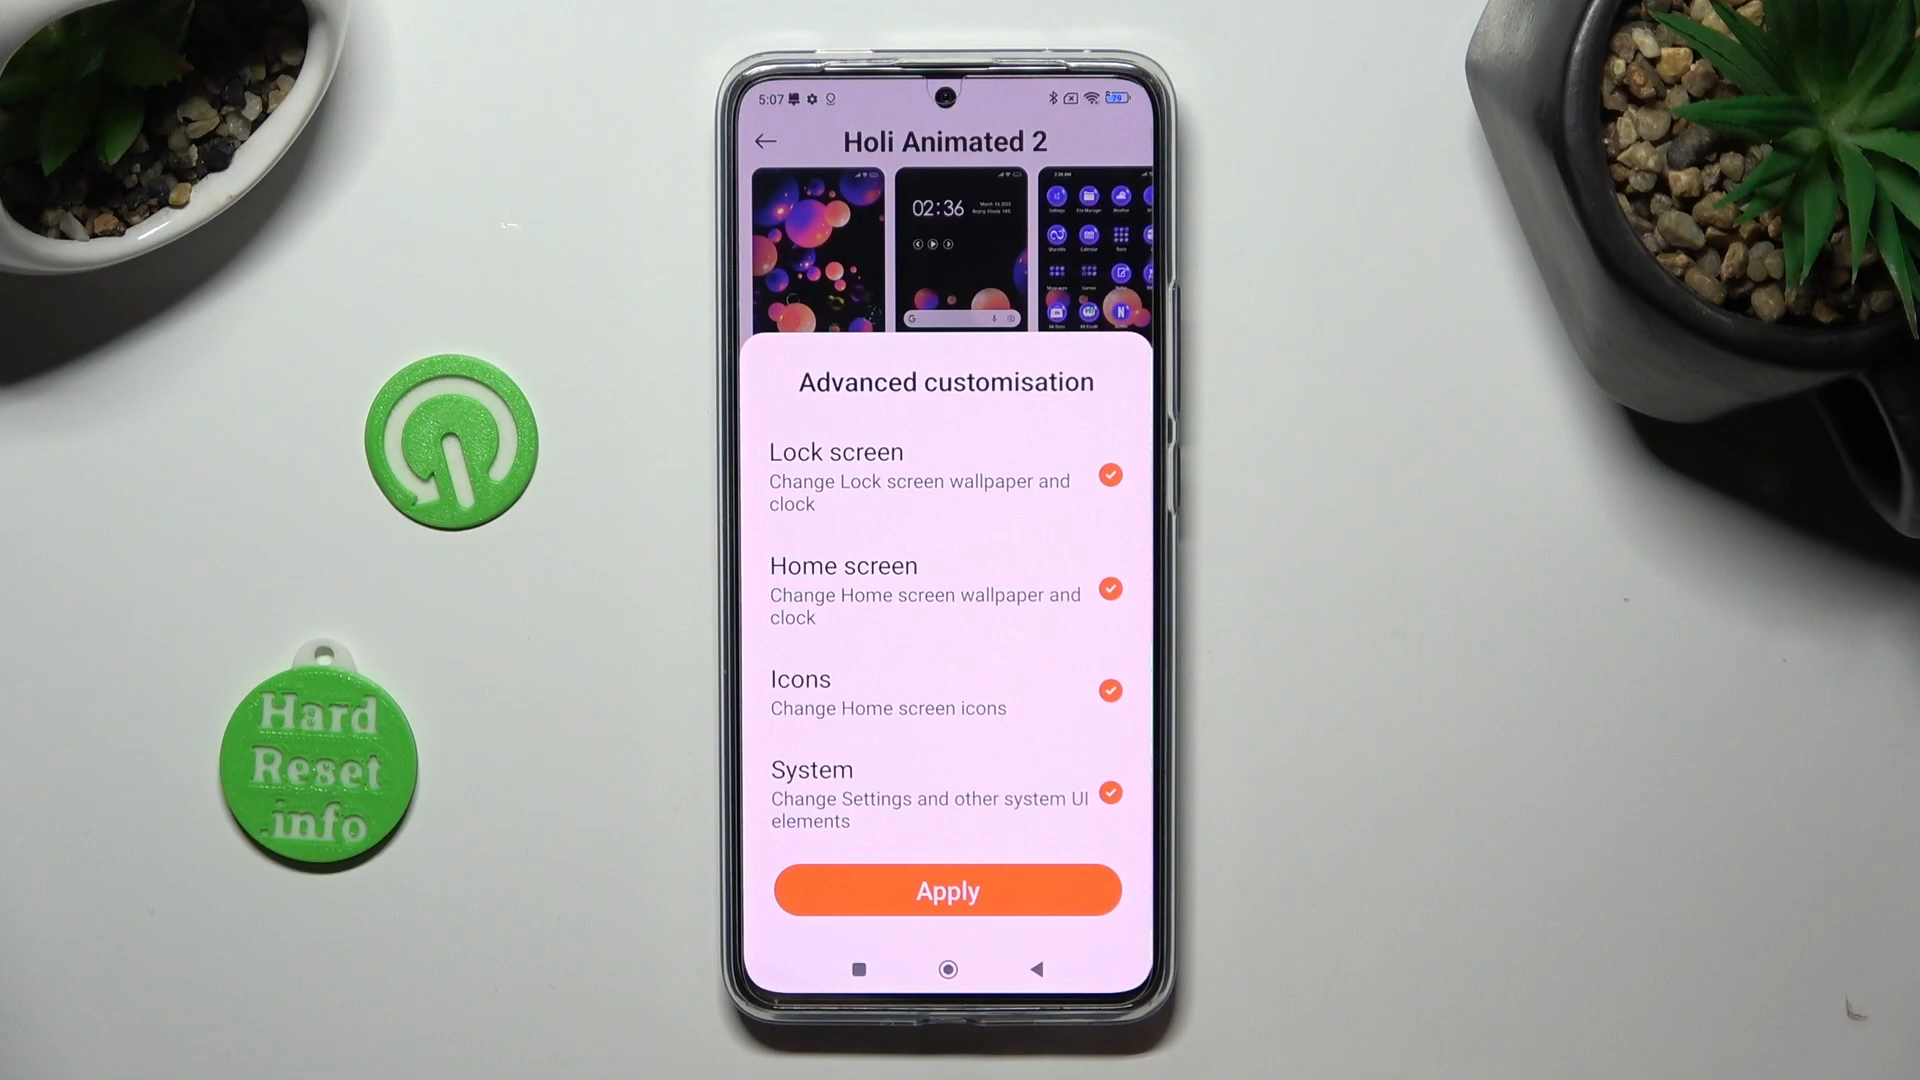 5:07
79
Holi Animated 2
02:36
Advanced customisation
Lock screen
Change Lock screen wallpaper and
clock
Home screen
Change Home screen wallpaper and
clock
Icons
Change Home screen icons
System
Change Settings and other system UI
elements
Apply
Hard
Reset
.info